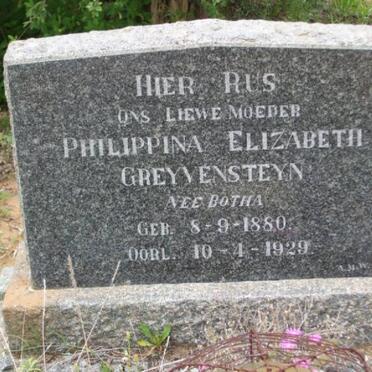 HIER RUS
ONS LIEWE MOEDER
PHILIPPINA ELIZABETH
GREYVENSTEYN
NEE BOTHA
GEB. 8-9-1880.
OORL. 10-4-1929.